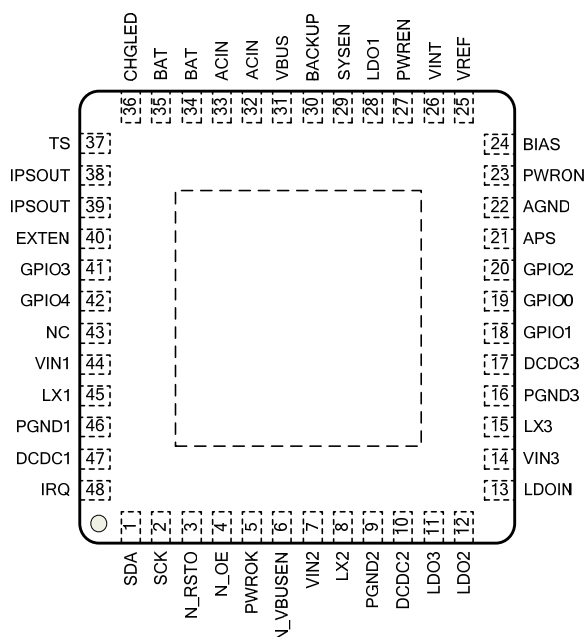 CHGLED
BAT
BAT
ACIN
ACIN
VBUS
BACKUP
SYSEN
LDO1
PWREN
VINT
VREF
36
35
34
33
32
31
30
29
28
27
26
25
TS 37
IPSOUT 38
IPSOUT 39
EXTEN 40
GPIO3 41
GPIO4 42
NC 43
VIN1 44
LX1 45
PGND1 46
DCDC1 47
IRQ 48
24 BIAS
23 PWRON
22 AGND
21 APS
20 GPIO2
19 GPIO0
18 GPIO1
17 DCDC3
16 PGND3
15 LX3
14 VIN3
13 LDOIN
1
2
3
4
5
6
7
8
9
10
11
12
SDA
SCK
N_RSTO
N_OE
PWROK
N_VBUSEN
VIN2
LX2
PGND2
DCDC2
LDO3
LDO2